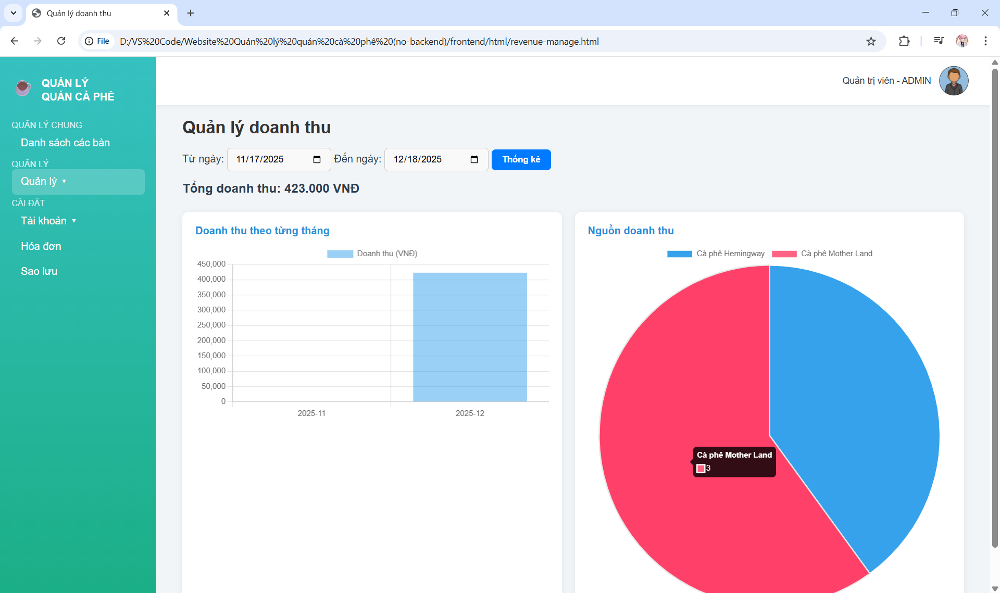 Quản lý doanh thu
File
D:/VS%20Code/Website%20Quản%20lý%20quán%20cà%20phê%20(no-backend)/frontend/html/revenue-manage.html
QUẢN LÝ
QUÁN CÀ PHÊ
Quản trị viên - ADMIN
QUẢN LÝ CHUNG
Danh sách các bàn
QUẢN LÝ
Quản lý
CÀI ĐẶT
Tài khoản
Hóa đơn
Sao lưu
Quản lý doanh thu
Từ ngày: 11/17/2025 Đến ngày: 12/18/2025 Thống kê
Tổng doanh thu: 423.000 VNĐ
Doanh thu theo từng tháng
Doanh thu (VNĐ)
450,000
400,000
350,000
300,000
250,000
200,000
150,000
100,000
50,000
0
2025-11 2025-12
Nguồn doanh thu
Cà phê Hemingway Cà phê Mother Land
Cà phê Mother Land
3